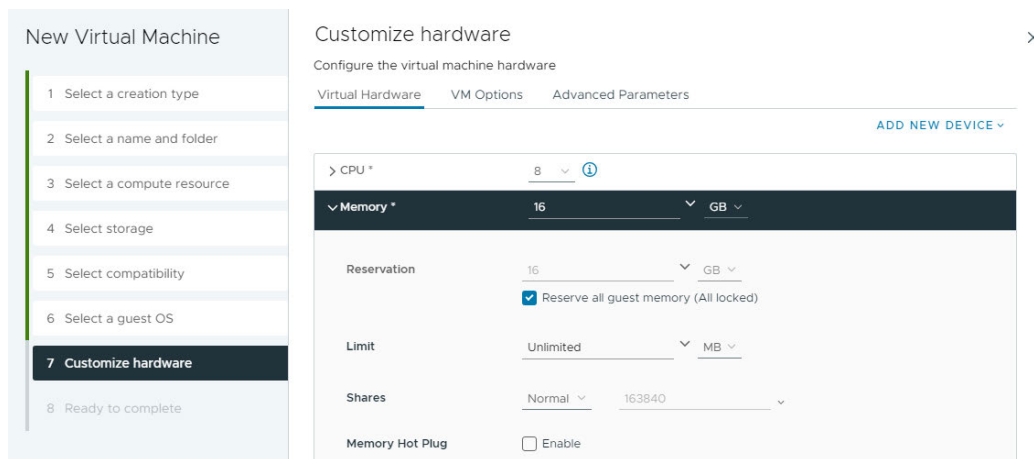 New Virtual Machine
1 Select a creation type
2 Select a name and folder
3 Select a compute resource
4 Select storage
5 Select compatibility
6 Select a guest OS
7 Customize hardware
8 Ready to complete
Customize hardware
Configure the virtual machine hardware
Virtual Hardware VM Options Advanced Parameters
ADD NEW DEVICE
CPU * 8
Memory * 16 GB
Reservation 16 GB
Reserve all guest memory (All locked)
Limit Unlimited MB
Shares Normal 163840
Memory Hot Plug Enable